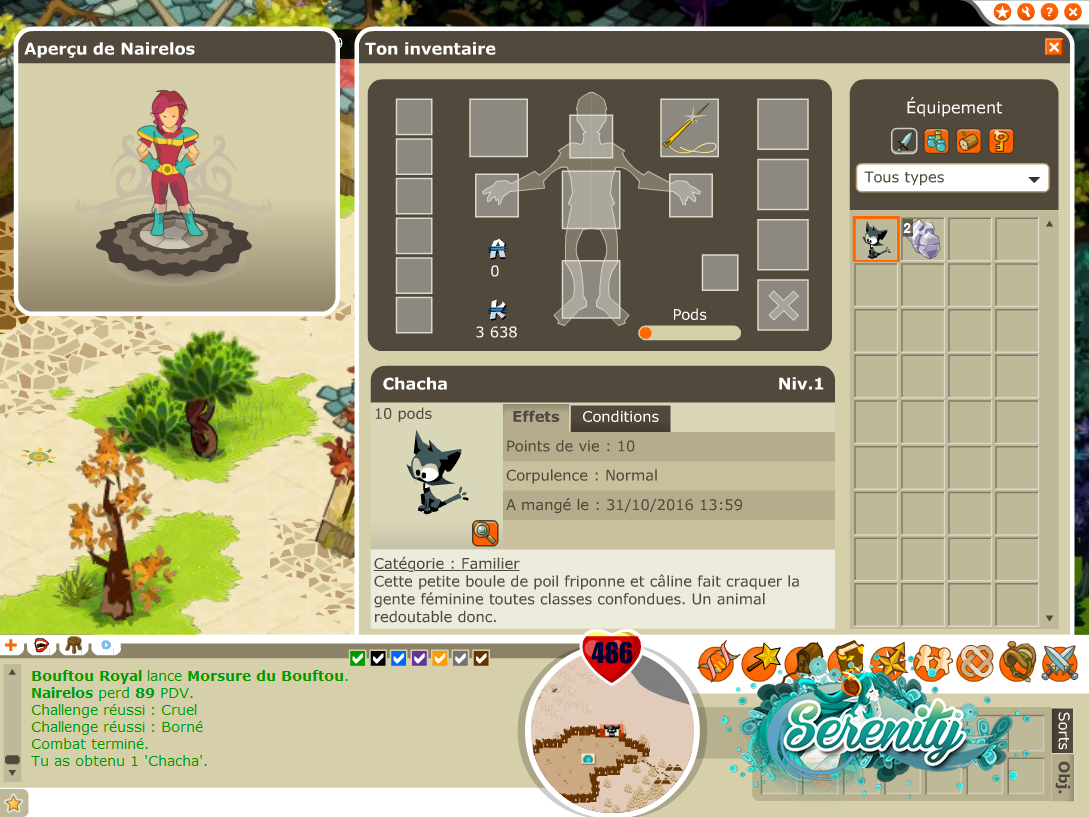 Aperçu de Nairelos
Ton inventaire
Équipement
Tous types
2
0
3 638
Pods
Chacha
Niv.1
10 pods
Effets
Conditions
Points de vie : 10
Corpulence : Normal
A mangé le : 31/10/2016 13:59
Catégorie : Familier
Cette petite boule de poil friponne et câline fait craquer la
gente féminine toutes classes confondues. Un animal
redoutable donc.
Bouftou Royal lance Morsure du Bouftou.
Nairelos perd 89 PDV.
Challenge réussi : Cruel
Challenge réussi : Borné
Combat terminé.
Tu as obtenu 1 'Chacha'.
486
Serenity
Sorts
Obj.